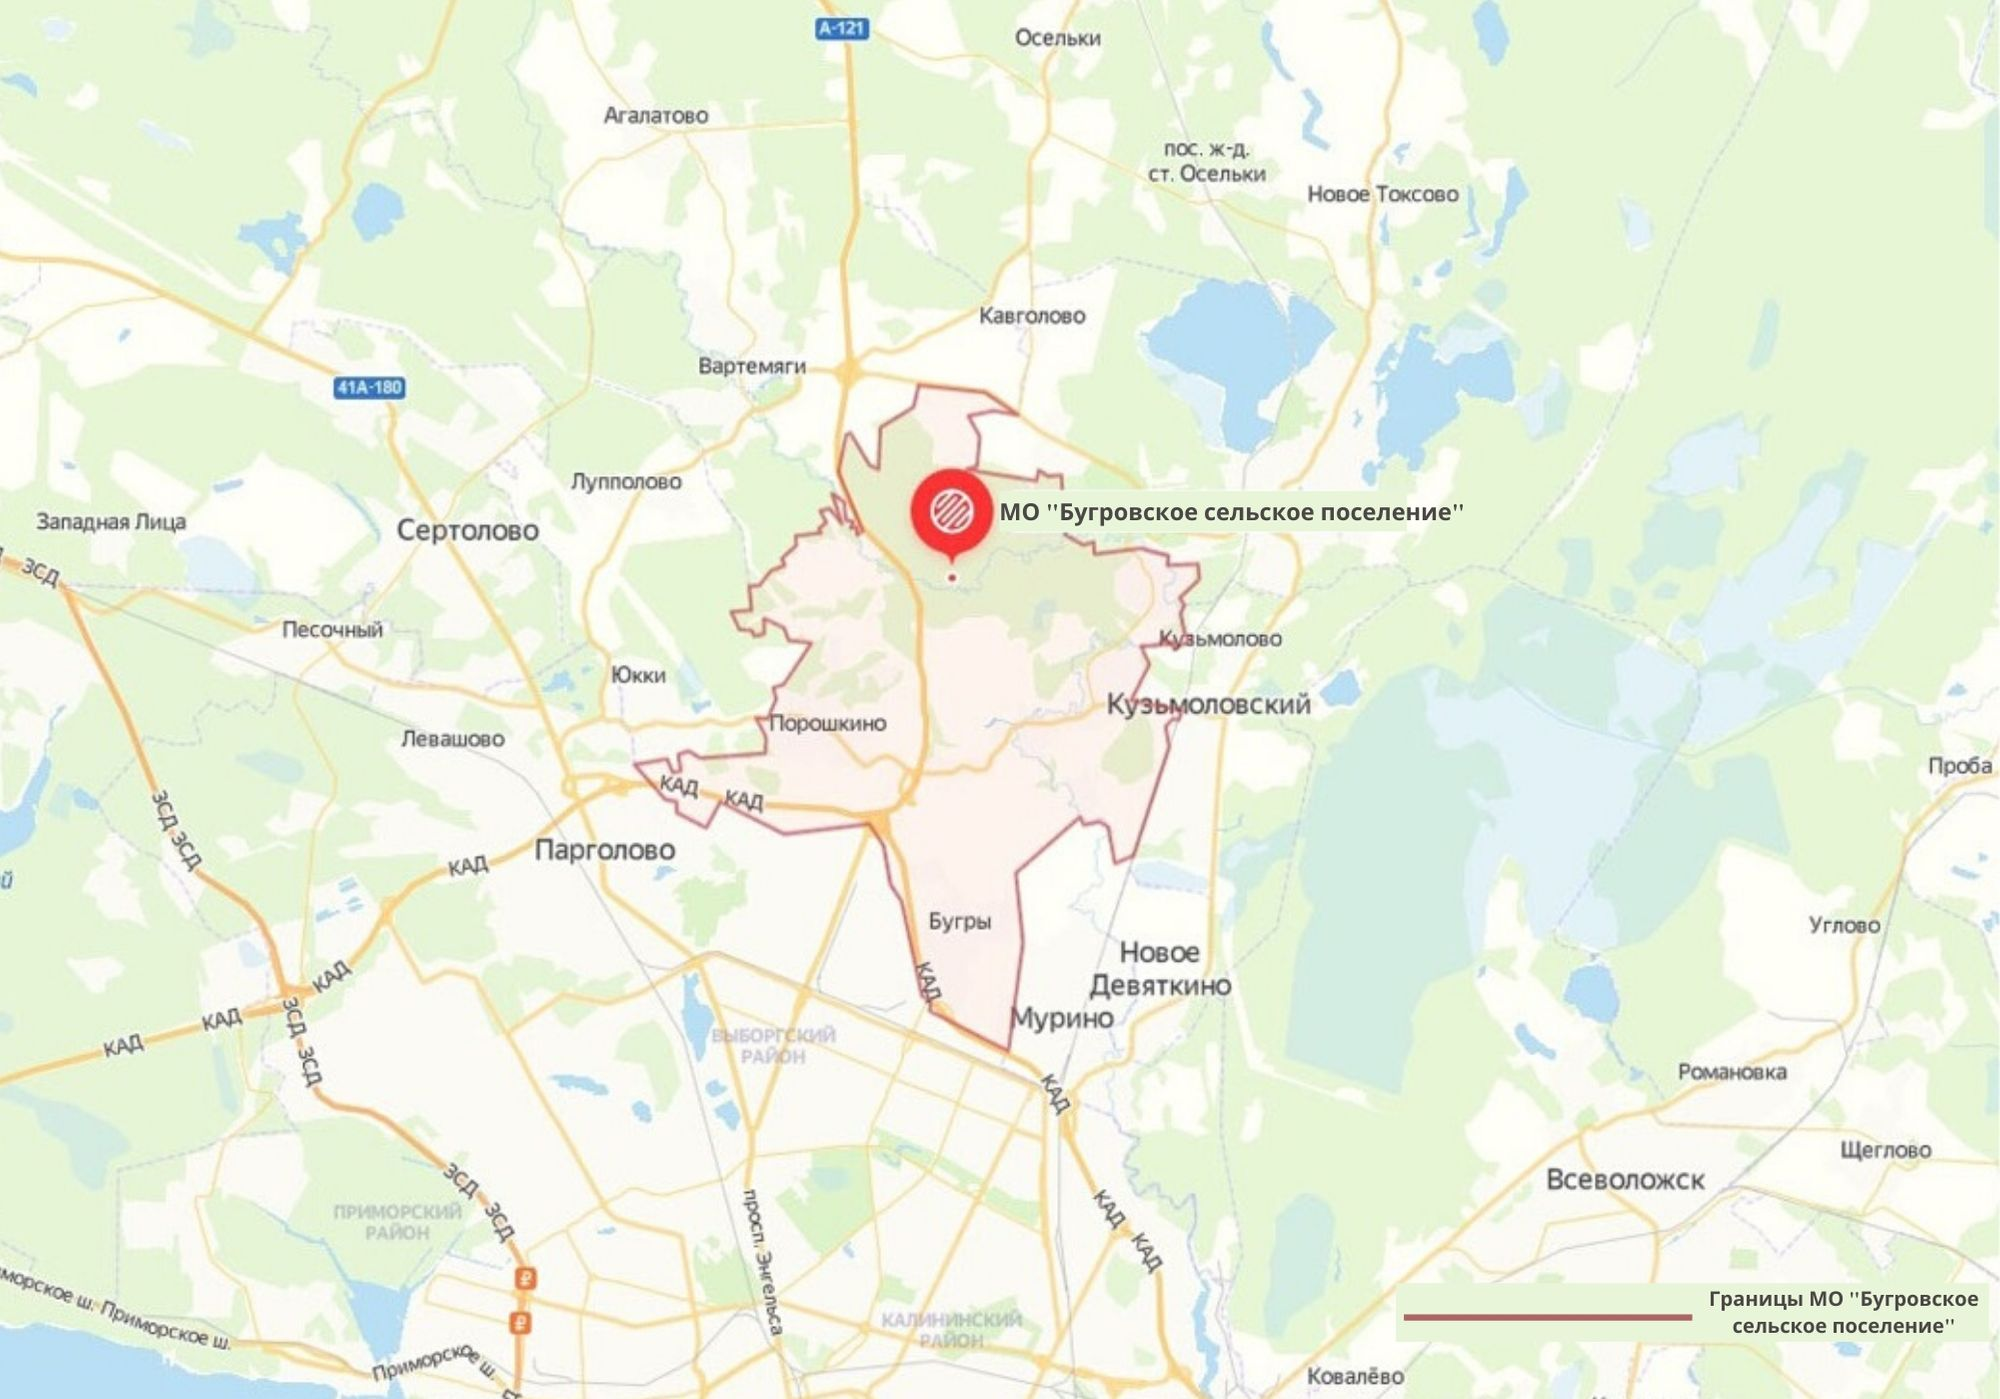 А-121
Осельки
Агалатово
пос. ж-д.
ст. Осельки
Новое Токсово
Кавголово
Вартемяги
41А-180
Лупполово
МО "Бугровское сельское поселение"
Западная Лица
Сертолово
ЗСД
Песочный
Кузьмолово
Юкки
Кузьмоловский
Порошкино
Левашово
Проба
КАД
КАД
ЗСД
ЗСД
Парголово
КАД
й
Бугры
Углово
Новое
Девяткино
КАД
КАД
Мурино
КАД
КАД
ЗСД
ЗСД
ВЫБОРГСКИЙ
РАЙОН
Романовка
КАД
Щеглово
Всеволожск
ЗСД
ЗСД
ПРИМОРСКИЙ
РАЙОН
КАД
КАД
просп. Энгельса
морское ш.
Приморское ш.
Приморское ш.
КАЛИНИНСКИЙ
РАЙОН
Границы МО "Бугровское
сельское поселение"
Ковалёво